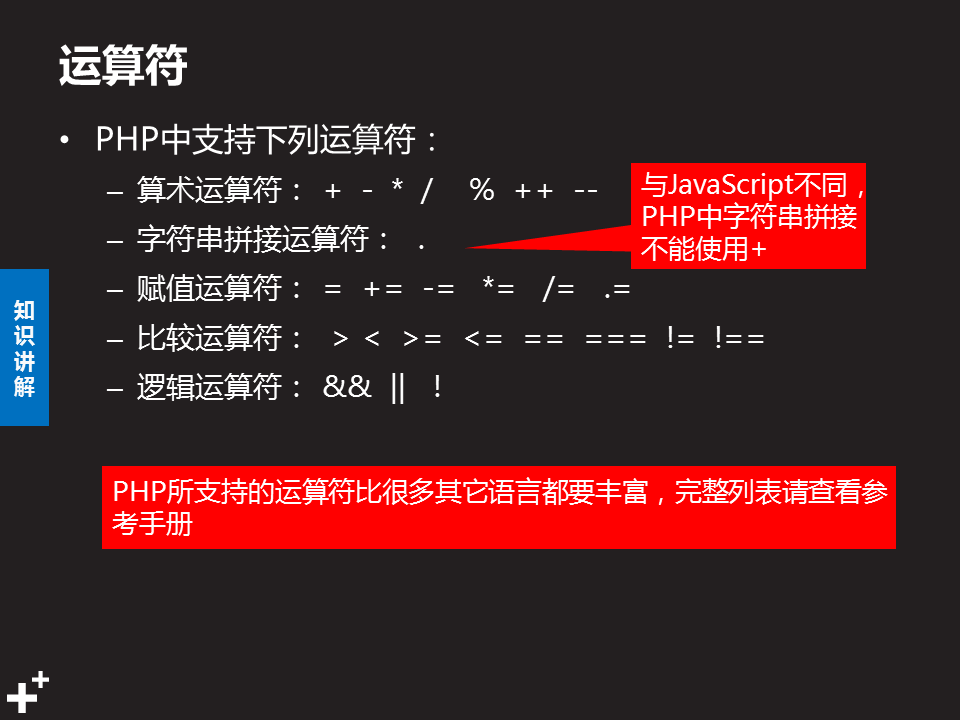 运算符
• PHP中支持下列运算符：
– 算术运算符： + - * / % ++ --
与JavaScript不同，
PHP中字符串拼接
不能使用+
– 字符串拼接运算符： .
– 赋值运算符： = += -= *= /= .=
– 比较运算符： > < >= <= == === != !==
– 逻辑运算符： && || !
知
识
讲
解
PHP所支持的运算符比很多其它语言都要丰富，完整列表请查看参
考手册